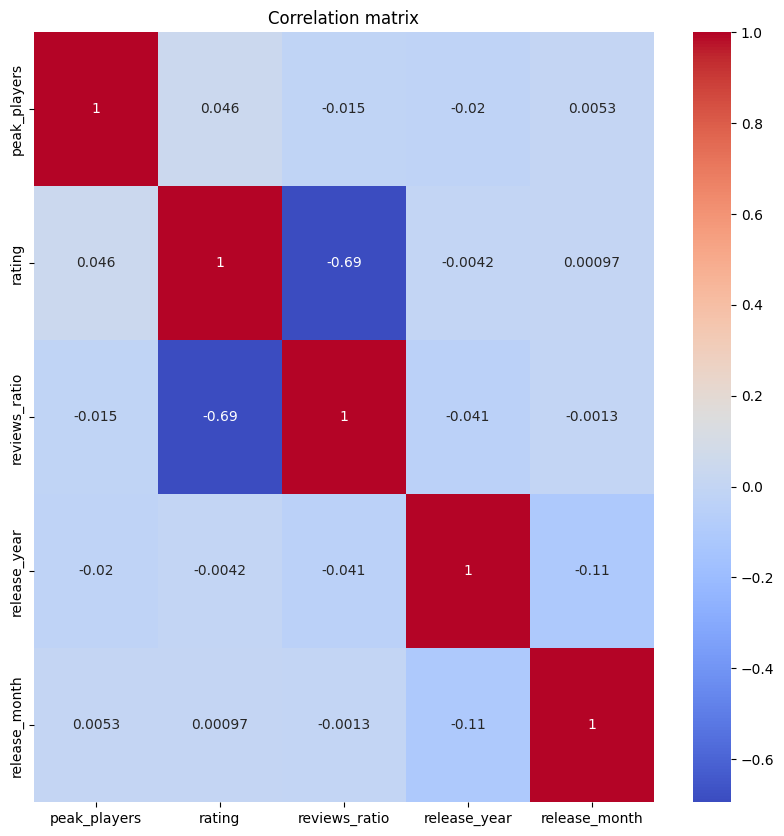 Correlation matrix
peak_players 1 0.046 -0.015 -0.02 0.0053
rating 0.046 1 -0.69 -0.0042 0.00097
reviews_ratio -0.015 -0.69 1 -0.041 -0.0013
release_year -0.02 -0.0042 -0.041 1 -0.11
release_month 0.0053 0.00097 -0.0013 -0.11 1
peak_players rating reviews_ratio release_year release_month
1.0
0.8
0.6
0.4
0.2
0.0
−0.2
−0.4
−0.6